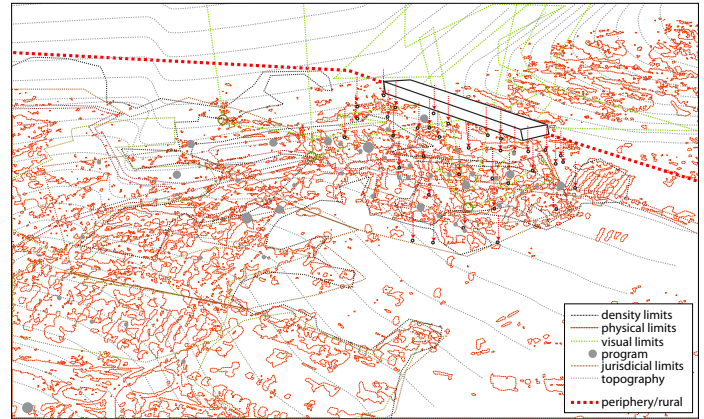 density limits
physical limits
visual limits
program
jurisdicial limits
topography
periphery/rural